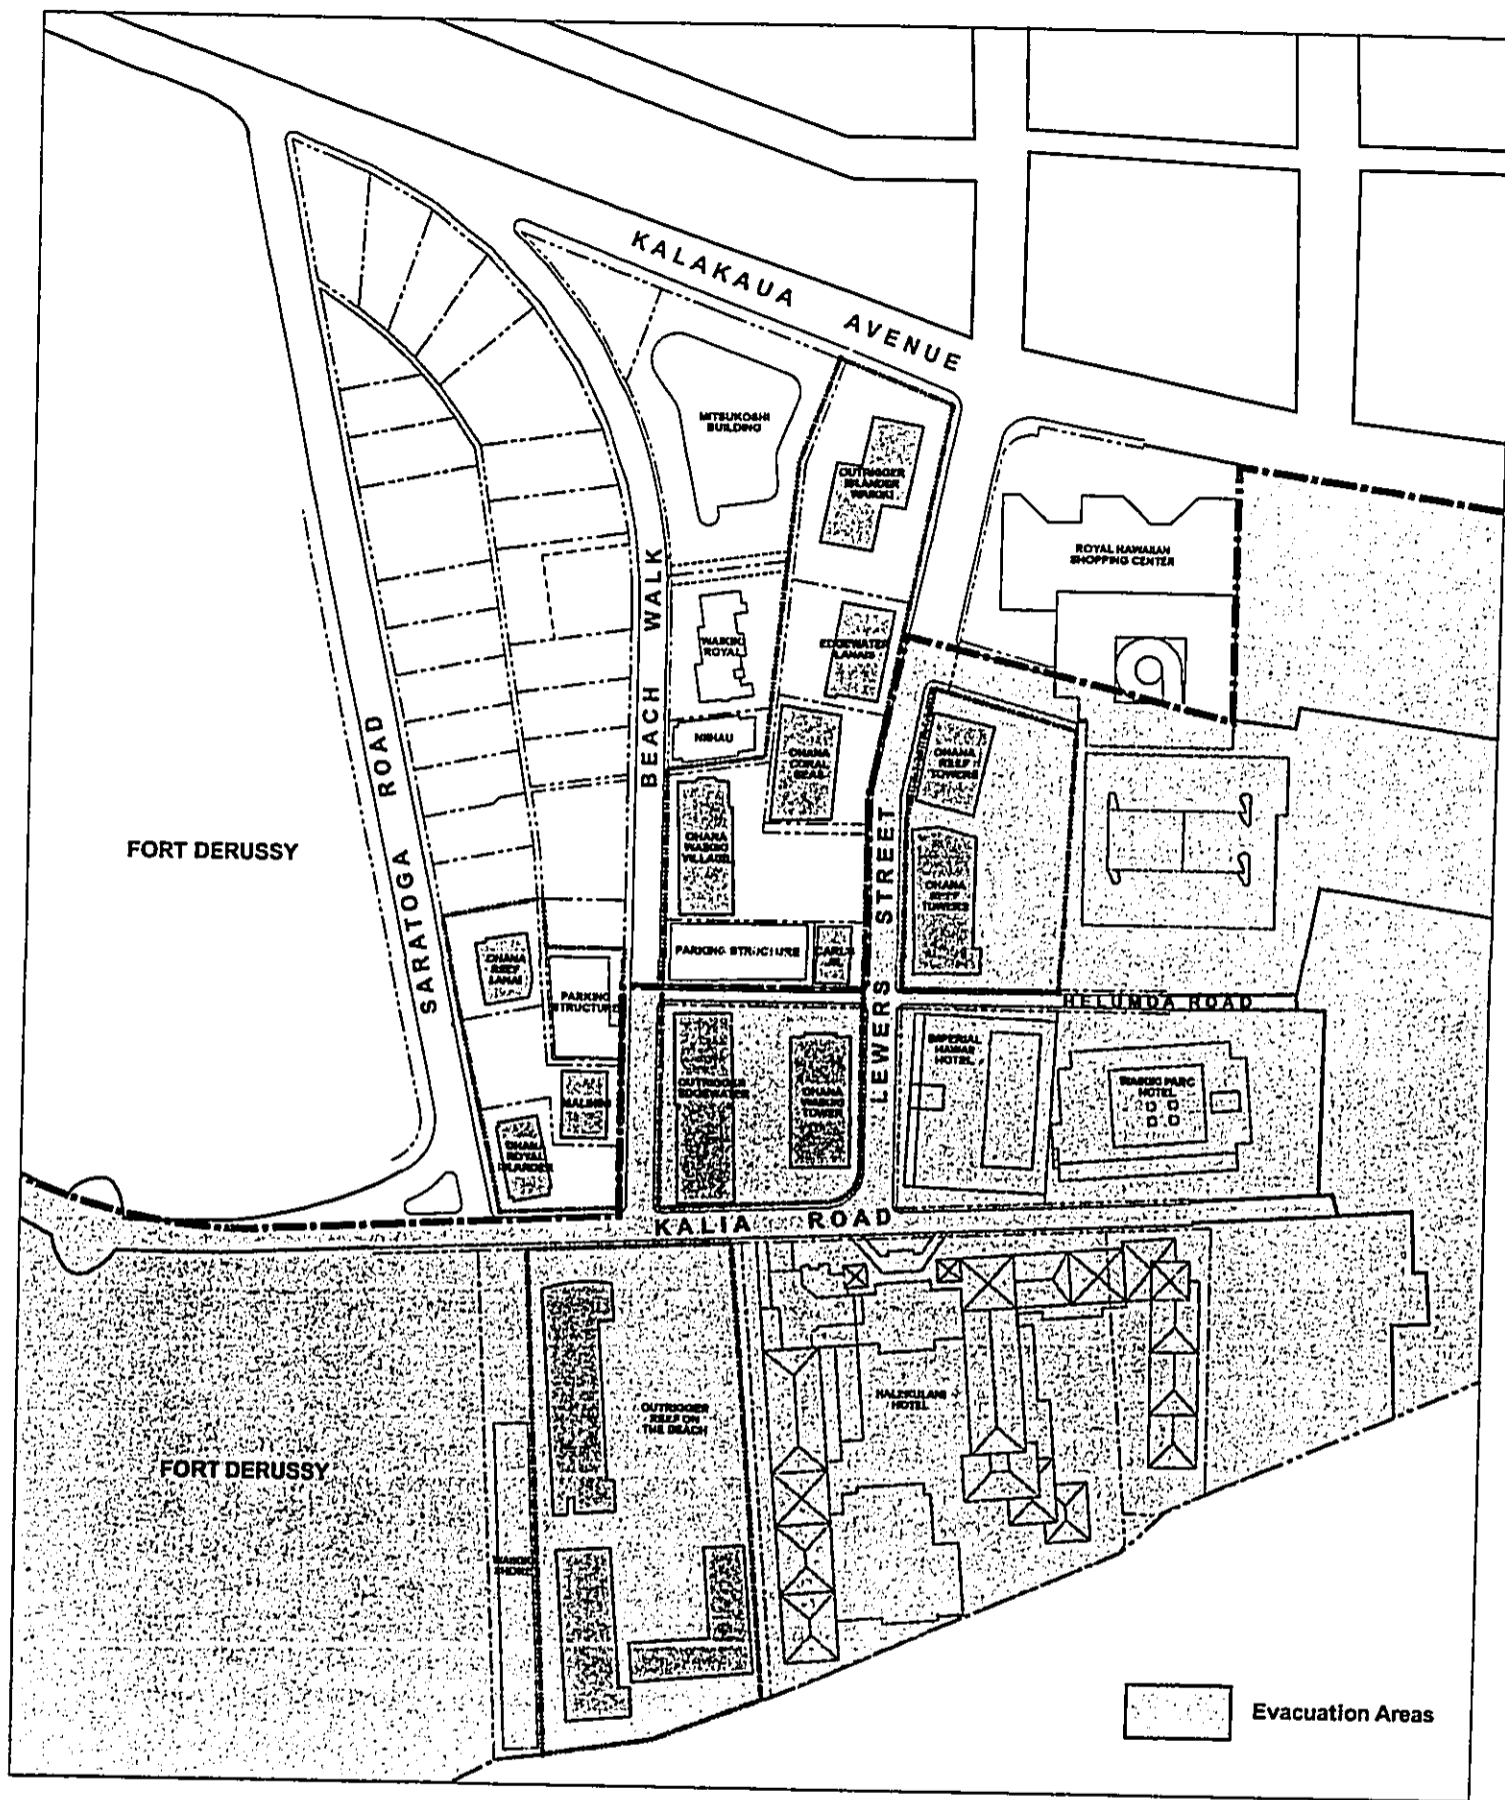 KALAKAUA AVENUE
MITSUKOSHI
BUILDING
OUTRIGGER
ISLANDER
WAIKIKI
ROYAL HAWAIIAN
SHOPPING CENTER
BEACH WALK
WAIKIKI
ROYAL
EDGEWATER
LANAIS
NIIHAU
OHANA
CORAL
SEAS
OHANA
REEF
TOWERS
SARATOGA ROAD
FORT DERUSSY
OHANA
WAIKIKI
VILLAGE
LEWERS STREET
OHANA
REEF
TOWERS
PARKING STRUCTURE
CARL'S
JR.
OHANA
REEF
LANAI
PARKING
STRUCTURE
HELUMOA ROAD
IMPERIAL
HAWAII
HOTEL
WAIKIKI PARC
HOTEL
OUTRIGGER
EDGEWATER
OHANA
WAIKIKI
TOWER
MALIHINI
OHANA
ROYAL
ISLANDER
KALIA ROAD
HALEKULANI
HOTEL
OUTRIGGER
REEF ON
THE BEACH
FORT DERUSSY
WAIKIKI
SHORE
Evacuation Areas